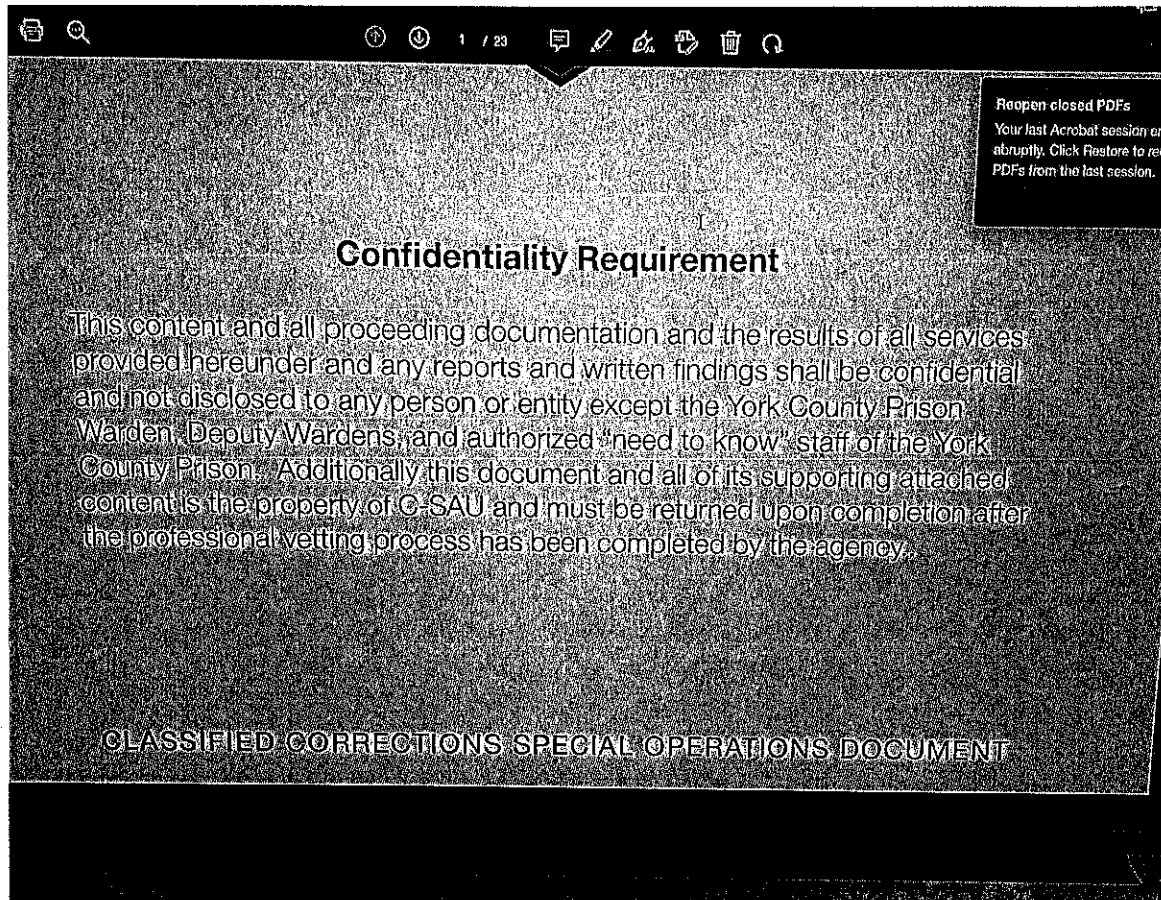 1 / 23
Reopen closed PDFs
Your last Acrobat session
abruptly. Click Restore to
PDFs from the last session.
Confidentiality Requirement
This content and all proceeding documentation and the results of all services
provided hereunder and any reports and written findings shall be confidential
and not disclosed to any person or entity except the York County Prison
Warden, Deputy Wardens, and authorized “need to know” staff of the York
County Prison. Additionally this document and all of its supporting attached
content is the property of C-SAU and must be returned upon completion after
the professional vetting process has been completed by the agency.
CLASSIFIED CORRECTIONS SPECIAL OPERATIONS DOCUMENT